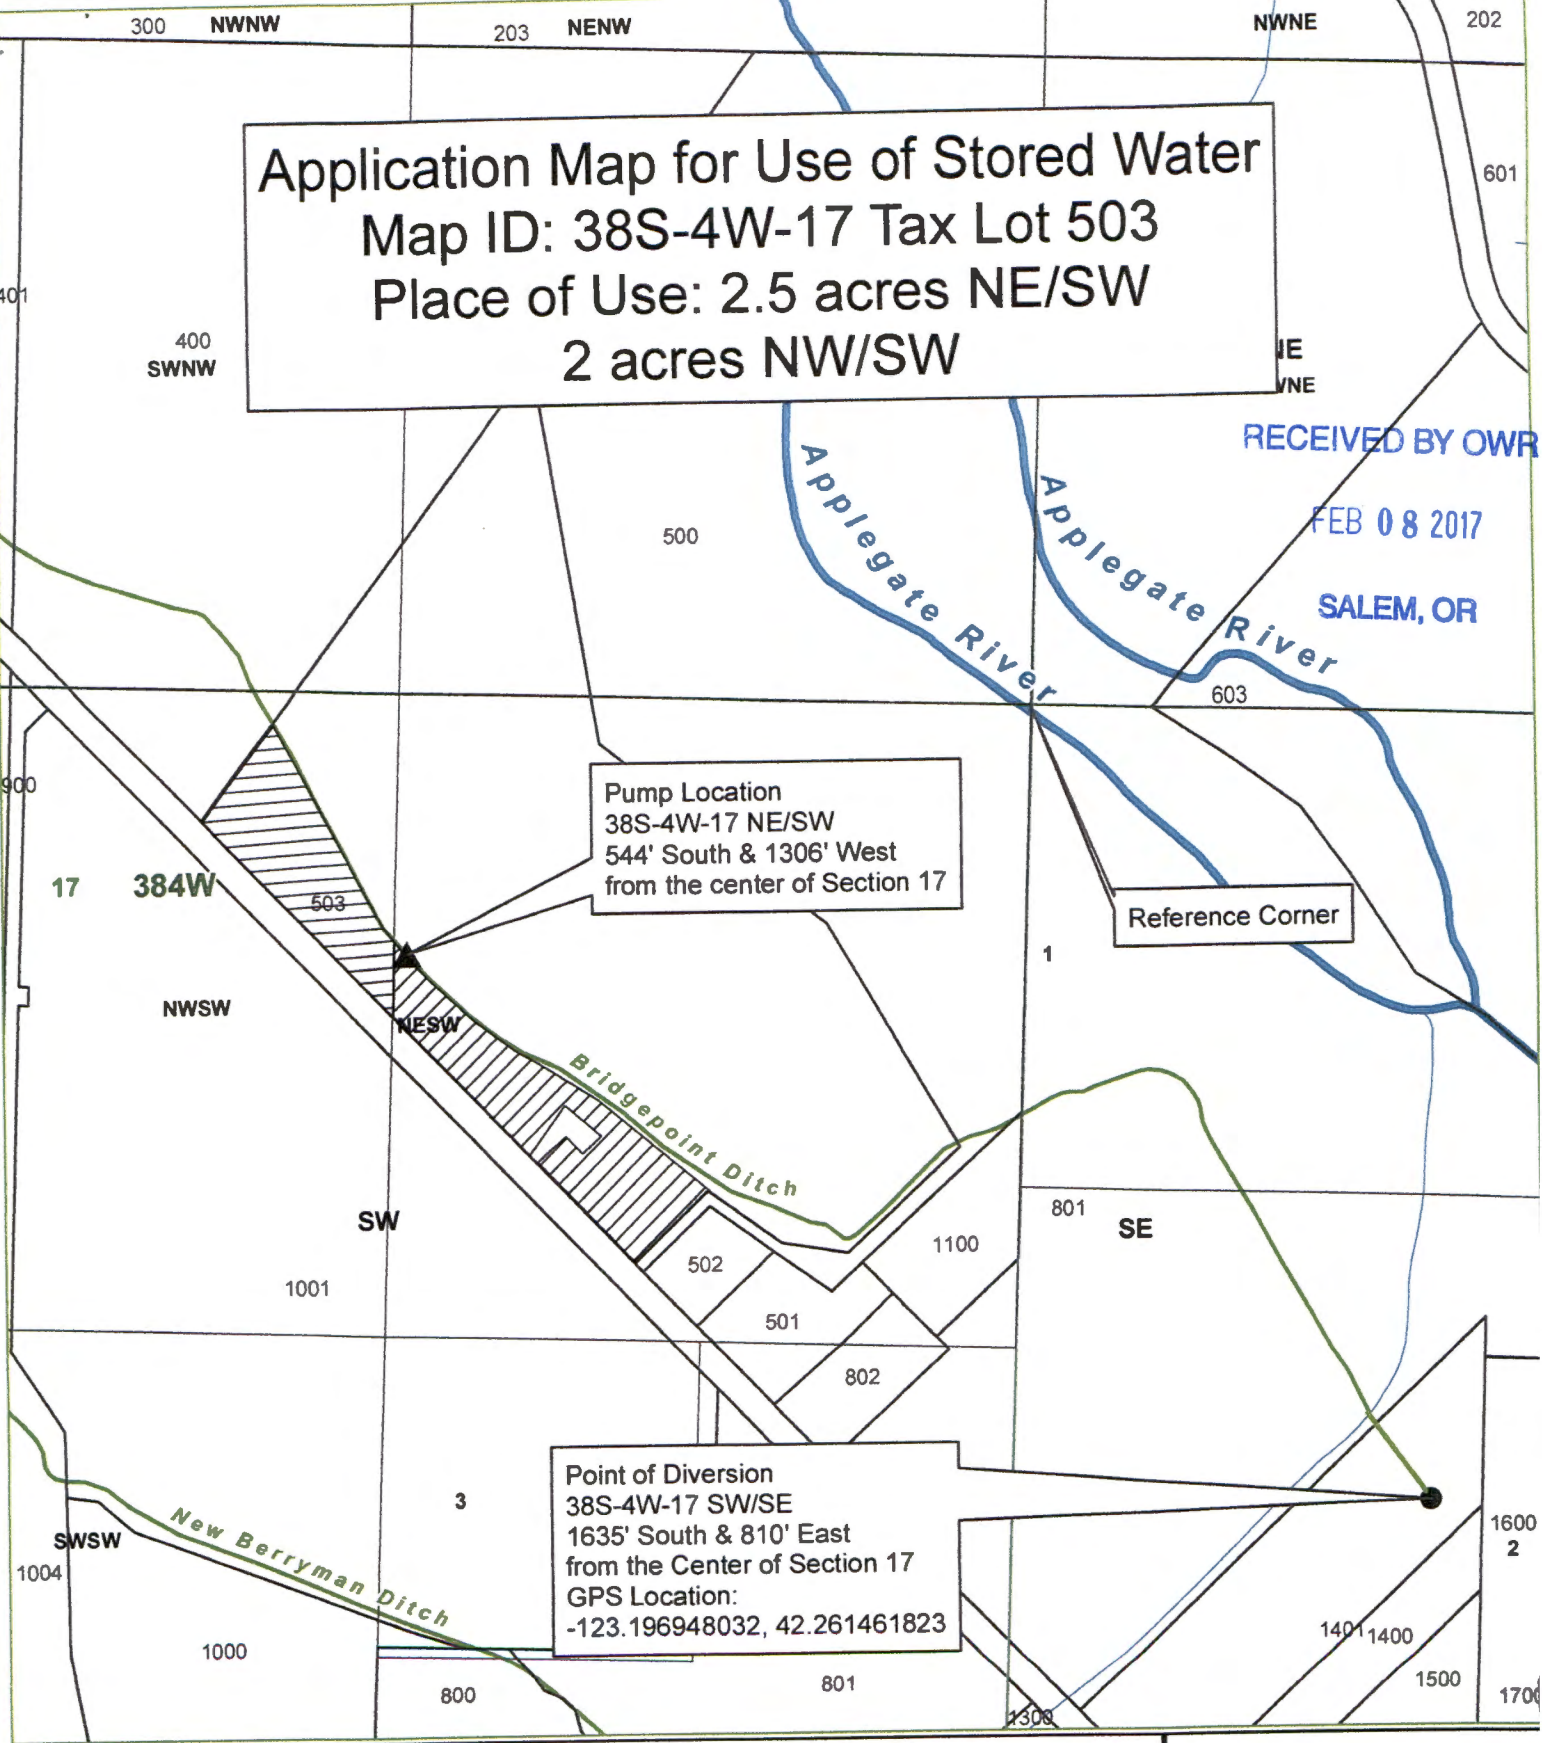 300 NWNW
203 NENW
NWNE
202
Application Map for Use of Stored Water
Map ID: 38S-4W-17 Tax Lot 503
Place of Use: 2.5 acres NE/SW
2 acres NW/SW
601
401
400
SWNW
RECEIVED BY OWR
FEB 08 2017
SALEM, OR
500
Applegate River
Applegate River
603
900
Pump Location
38S-4W-17 NE/SW
544' South & 1306' West
from the center of Section 17
17 384W
503
Reference Corner
1
NWSW
NESW
Bridgepoint Ditch
SW
801
SE
1100
502
1001
501
802
Point of Diversion
38S-4W-17 SW/SE
1635' South & 810' East
from the Center of Section 17
GPS Location:
-123.196948032, 42.261461823
3
New Berryman Ditch
SWSW
1004
1600
2
1401 1400
1000
800
801
1500
1700
1300